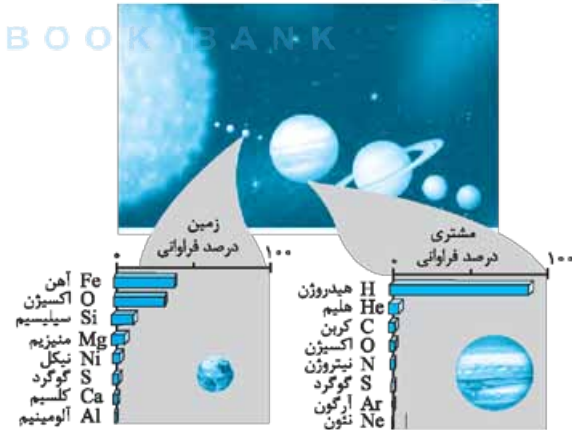 BOOK BANK
زمین
درصد فراوانی
۰ ۱۰۰
آهن Fe
اکسیژن O
سیلیسیم Si
منیزیم Mg
نیکل Ni
گوگرد S
کلسیم Ca
آلومینیم Al
مشتری
درصد فراوانی
۰ ۱۰۰
هیدروژن H
هلیم He
کربن C
اکسیژن O
نیتروژن N
گوگرد S
آرگون Ar
نئون Ne